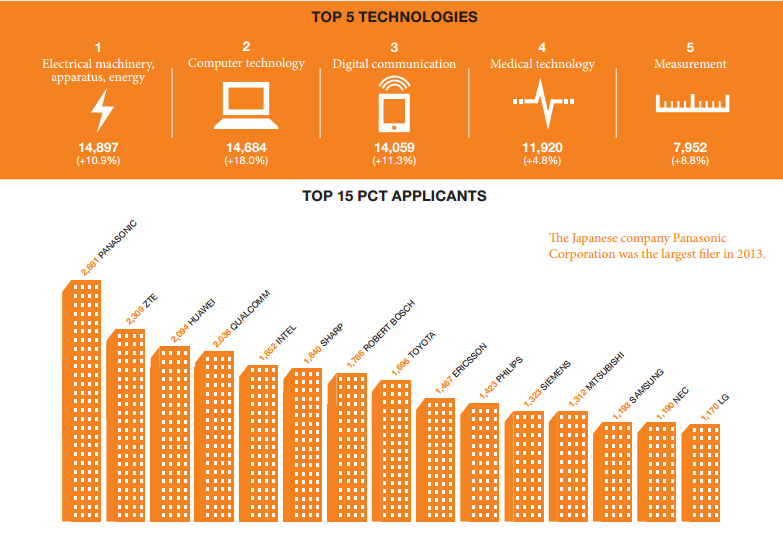 TOP 5 TECHNOLOGIES
1
Electrical machinery,
apparatus, energy
14,897
(+10.9%)
2
Computer technology
14,684
(+18.0%)
3
Digital communication
14,059
(+11.3%)
4
Medical technology
11,920
(+4.8%)
5
Measurement
7,952
(+8.8%)
TOP 15 PCT APPLICANTS
The Japanese company Panasonic
Corporation was the largest filer in 2013.
2,881 PANASONIC
2,309 ZTE
2,094 HUAWEI
2,036 QUALCOMM
1,852 INTEL
1,840 SHARP
1,786 ROBERT BOSCH
1,696 TOYOTA
1,467 ERICSSON
1,423 PHILIPS
1,323 SIEMENS
1,312 MITSUBISHI
1,193 SAMSUNG
1,190 NEC
1,170 LG